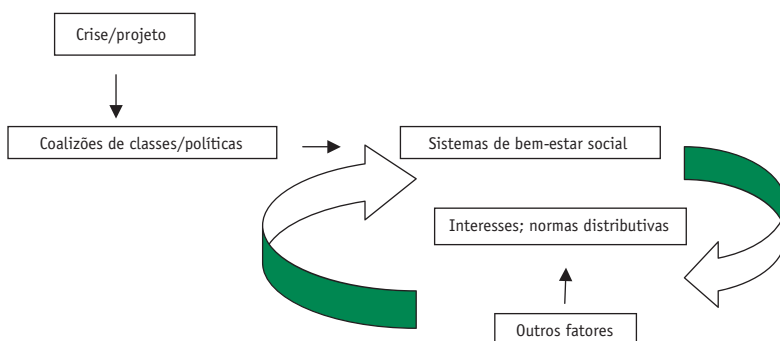 Crise/projeto
Coalizões de classes/políticas
Sistemas de bem-estar social
Interesses; normas distributivas
Outros fatores